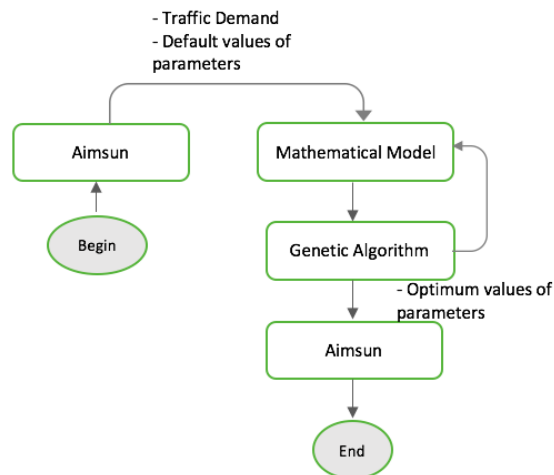 - Traffic Demand
- Default values of
parameters
Aimsun
Mathematical Model
Begin
Genetic Algorithm
- Optimum values of
parameters
Aimsun
End